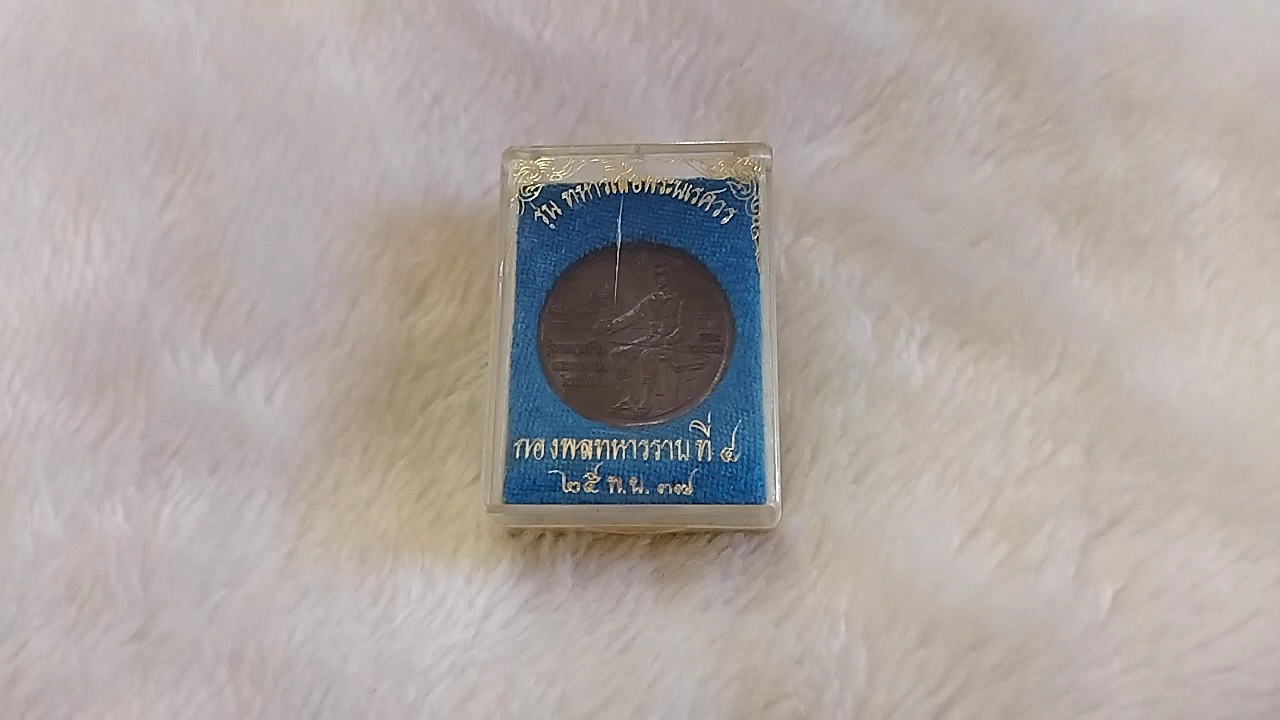 รุ่น ทหารเสือพระนเรศวร
กองพลทหารราบที่ ๔
๒๕ พ.ย. ๓๗